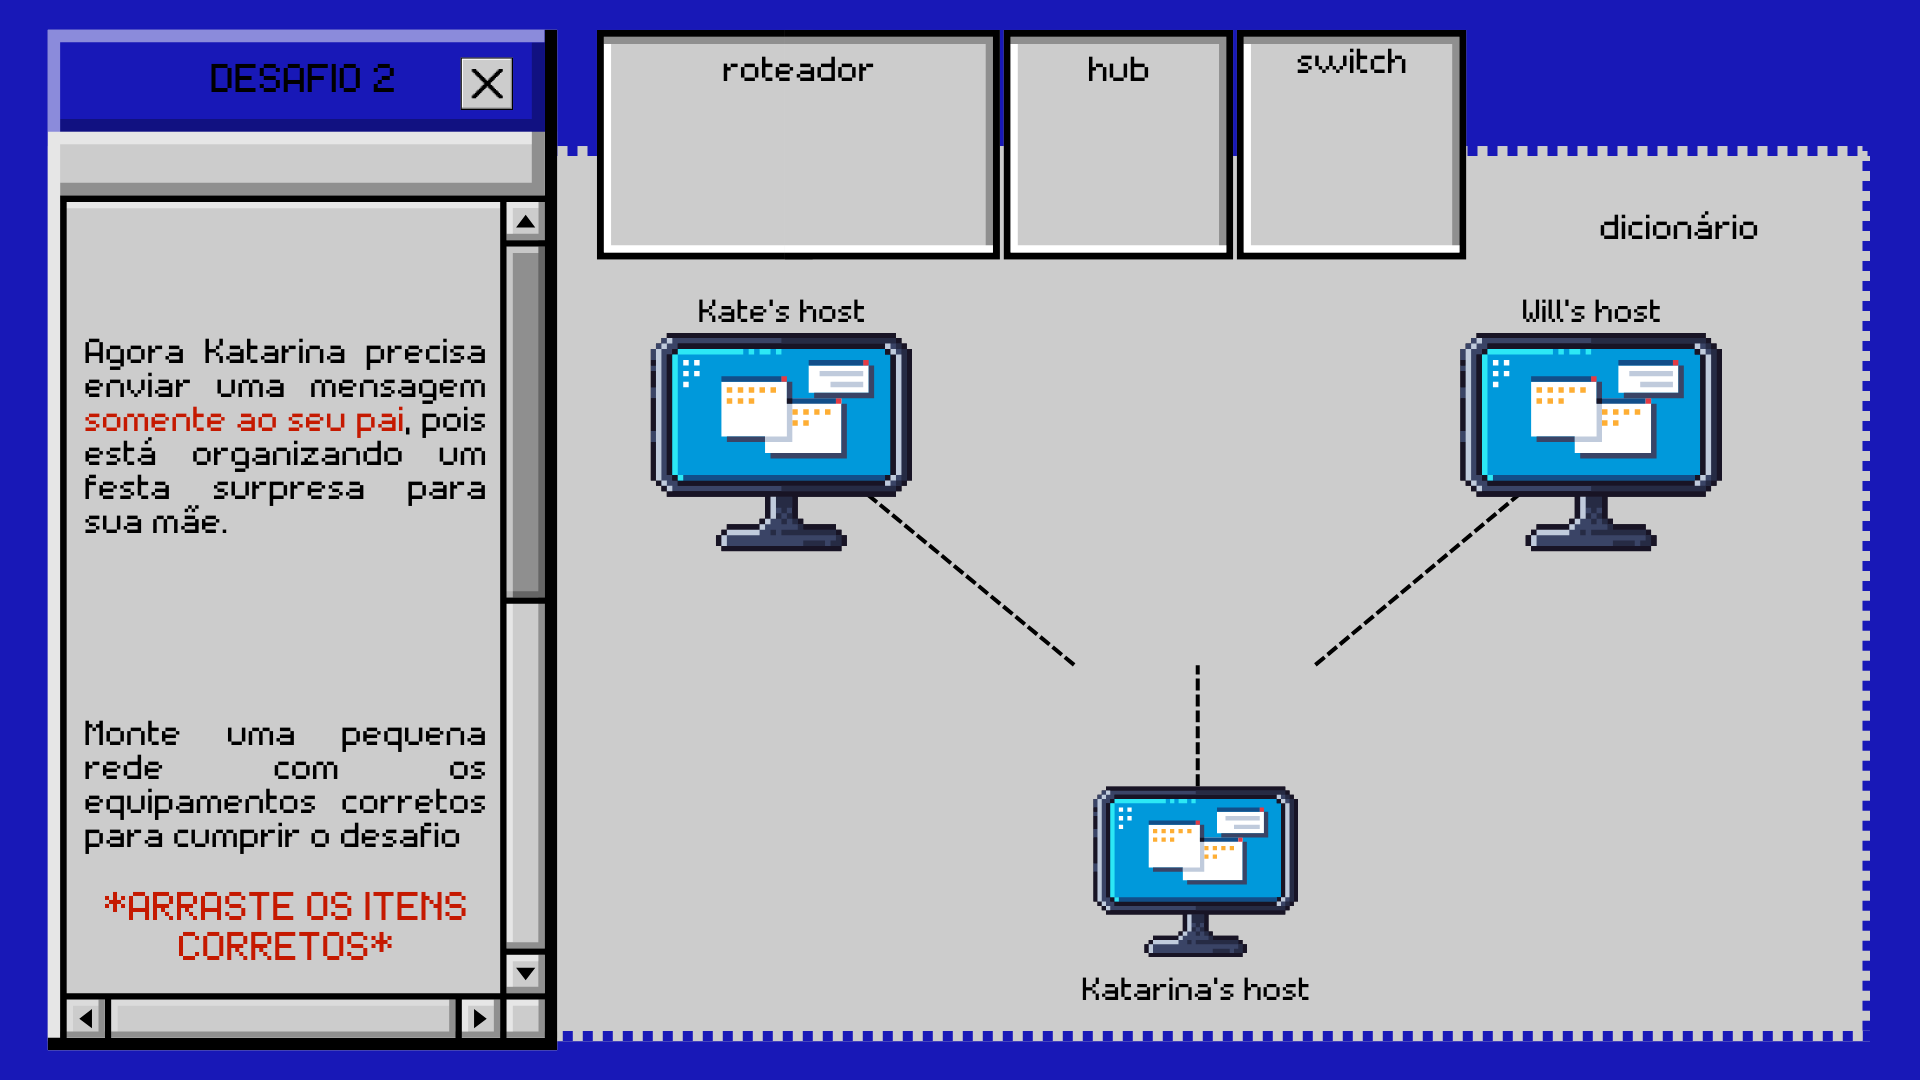 DESAFIO 2
roteador
hub
switch
dicionário
Kate's host
Will's host
Agora Katarina precisa
enviar uma mensagem
somente ao seu pai, pois
está organizando um
festa surpresa para
sua mãe.
Monte uma pequena
rede com os
equipamentos corretos
para cumprir o desafio
*ARRASTE OS ITENS
CORRETOS*
Katarina's host